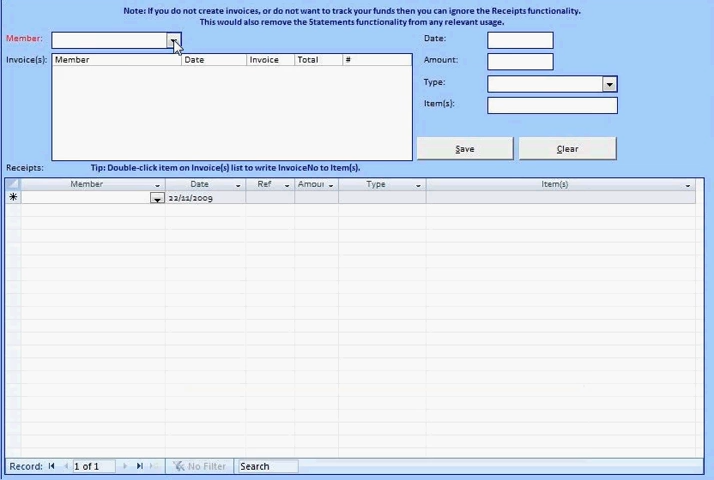 Note: If you do not create invoices, or do not want to track your funds then you can ignore the Receipts functionality.
This would also remove the Statements functionality from any relevant usage.
Member:
Date:
Invoice(s): Member Date Invoice Total #
Amount:
Type:
Item(s):
Save Clear
Receipts: Tip: Double-click item on Invoice(s) list to write InvoiceNo to Item(s).
Member Date Ref Amour Type Item(s)
22/11/2009
Record: 1 of 1 No Filter Search